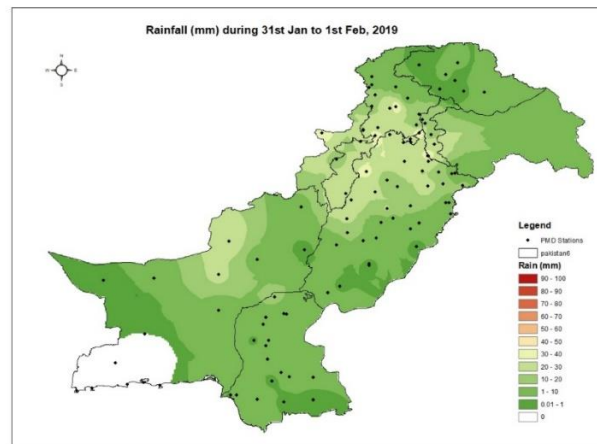 Rainfall (mm) during 31st Jan to 1st Feb, 2019
N
S
Legend
PMD Stations
pakistan6
Rain (mm)
90 - 100
80 - 90
70 - 80
60 - 70
50 - 60
40 - 50
30 - 40
20 - 30
10 - 20
1 - 10
0.01 - 1
0